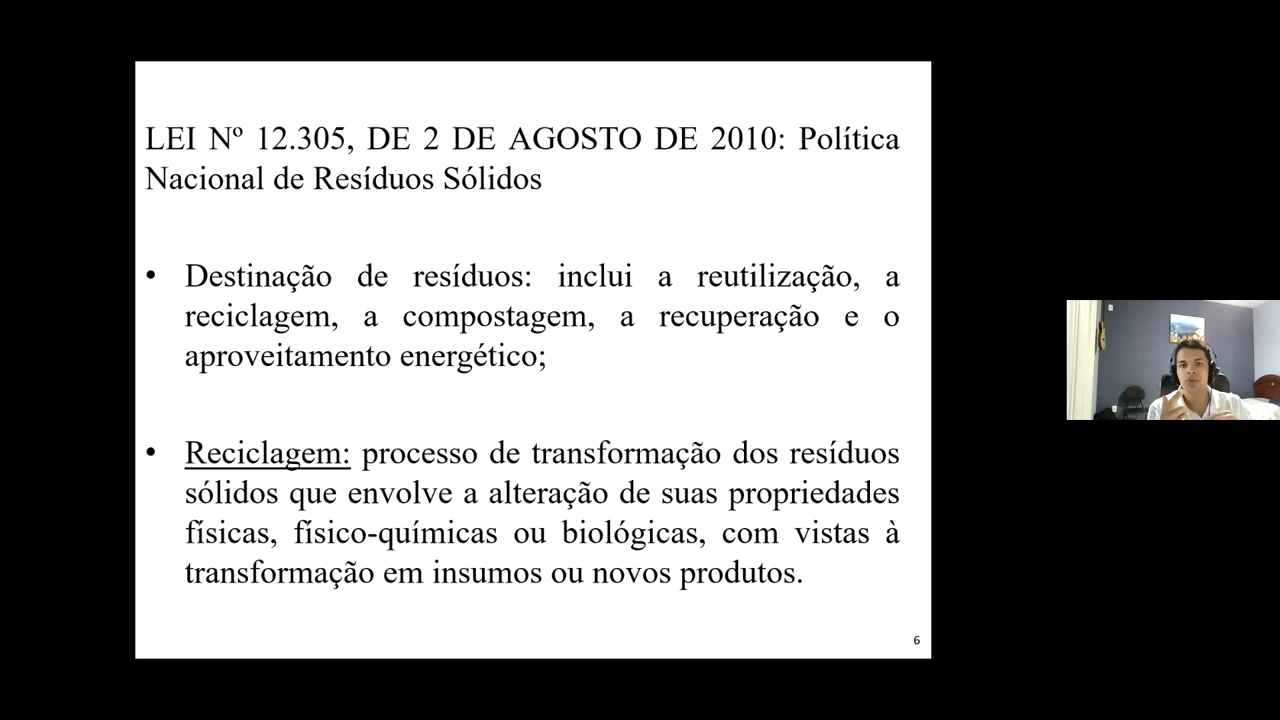 LEI Nº 12.305, DE 2 DE AGOSTO DE 2010: Política
Nacional de Resíduos Sólidos
• Destinação de resíduos: inclui a reutilização, a
reciclagem, a compostagem, a recuperação e o
aproveitamento energético;
• Reciclagem: processo de transformação dos resíduos
sólidos que envolve a alteração de suas propriedades
físicas, físico-químicas ou biológicas, com vistas à
transformação em insumos ou novos produtos.
6